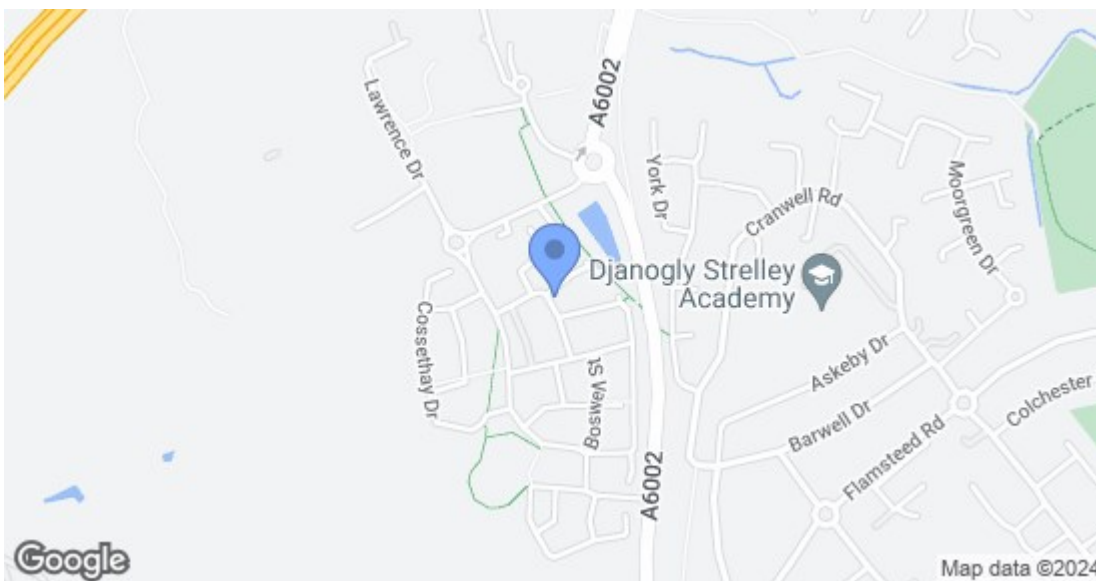 A6002
Lawrence Dr
York Dr
Cranwell Rd
Moorgreen Dr
Djanogly Strelley
Academy
Cossethay Dr
Boswell St
Askeby Dr
Barwell Dr
Colchester
Flamsteed Rd
A6002
Google
Map data ©2024